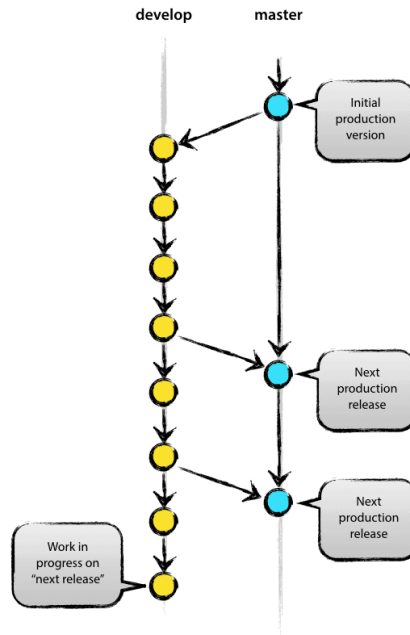 develop
master
Initial
production
version
Next
production
release
Next
production
release
Work in
progress on
“next release”